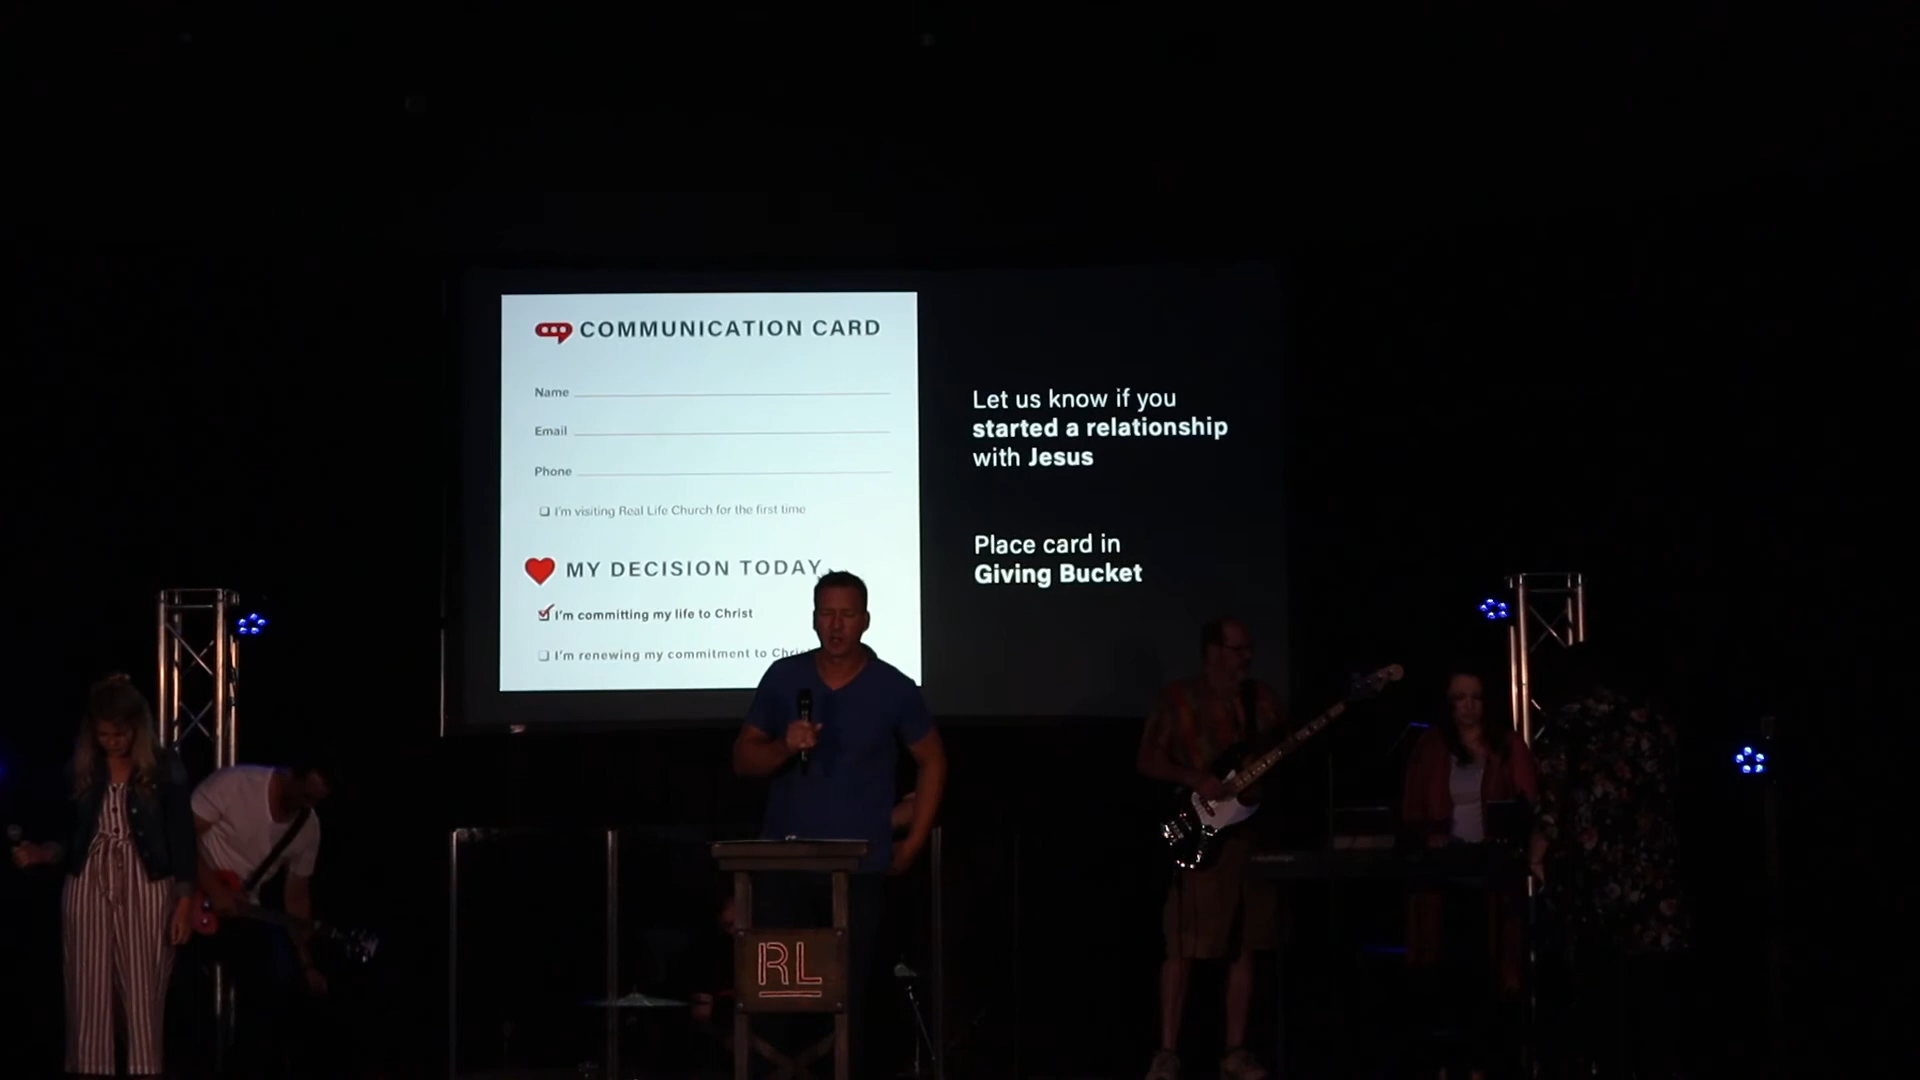 COMMUNICATION CARD
Name
Email
Phone
I'm visiting Real Life Church for the first time
MY DECISION TODAY
I'm committing my life to Christ
I'm renewing my commitment to
Let us know if you
started a relationship
with Jesus
Place card in
Giving Bucket
RL